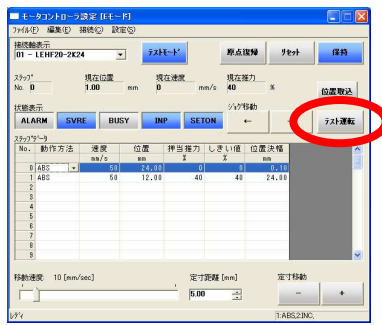 モータコントローラ設定 [Eモード]
ファイル(F) 編集(E) 接続(C) 設定(S)
接続軸表示
01 - LEHF20-2K24 テストモード 原点復帰 リセット 保持
ステップ 現在位置 現在速度 現在推力
No. 0 1.00 mm 0 mm/s 40 % 位置取込
状態表示 ジョグ移動
ALARM SVRE BUSY INP SETON ← テスト運転
ステップデータ
No. 動作方法 速度 位置 押当推力 しきい値 位置決幅
mm/s mm % % mm
0 ABS 50 24.00 0 0 0.10
1 ABS 50 12.00 40 40 24.00
2
3
4
5
6
7
8
9
移動速度: 10 [mm/sec] 定寸距離 [mm] 定寸移動
5.00 - +
レディ 1:ABS,2:INC,